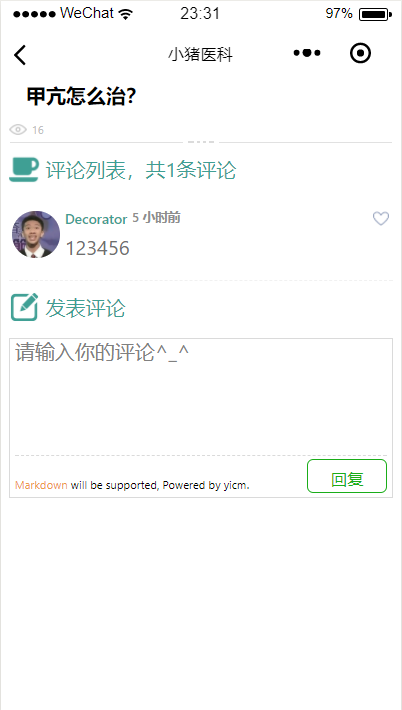 WeChat 23:31 97%
小猪医科
甲亢怎么治?
16
评论列表，共1条评论
Decorator 5 小时前
123456
发表评论
请输入你的评论^_^
Markdown will be supported, Powered by yicm.
回复